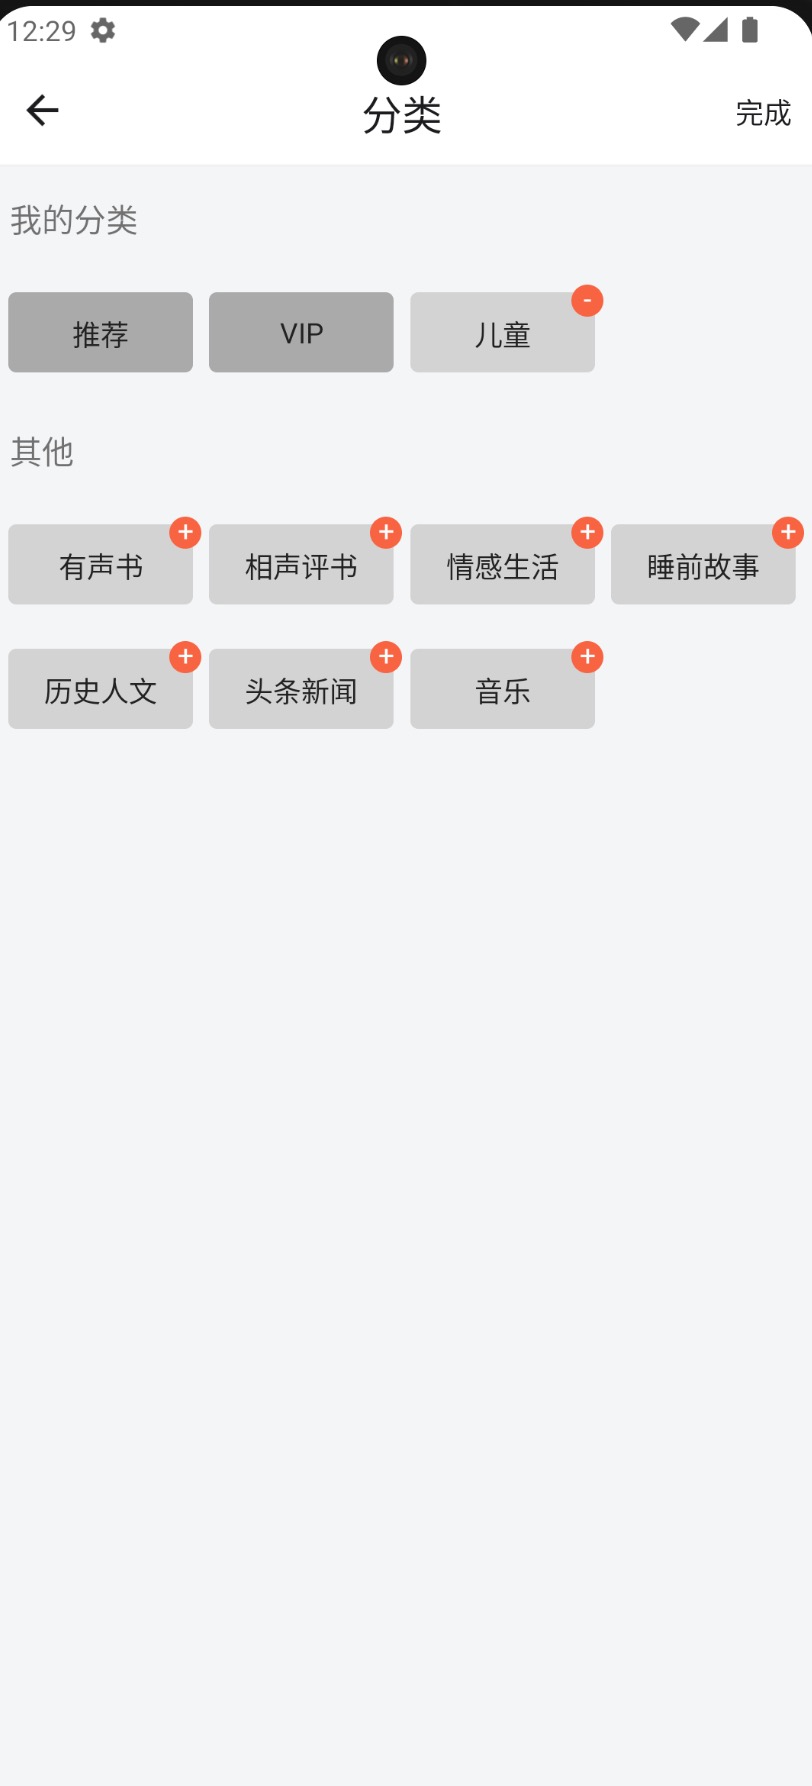 12:29
分类
完成
我的分类
推荐 VIP 儿童 -
其他
有声书 + 相声评书 + 情感生活 + 睡前故事 +
历史人文 + 头条新闻 + 音乐 +